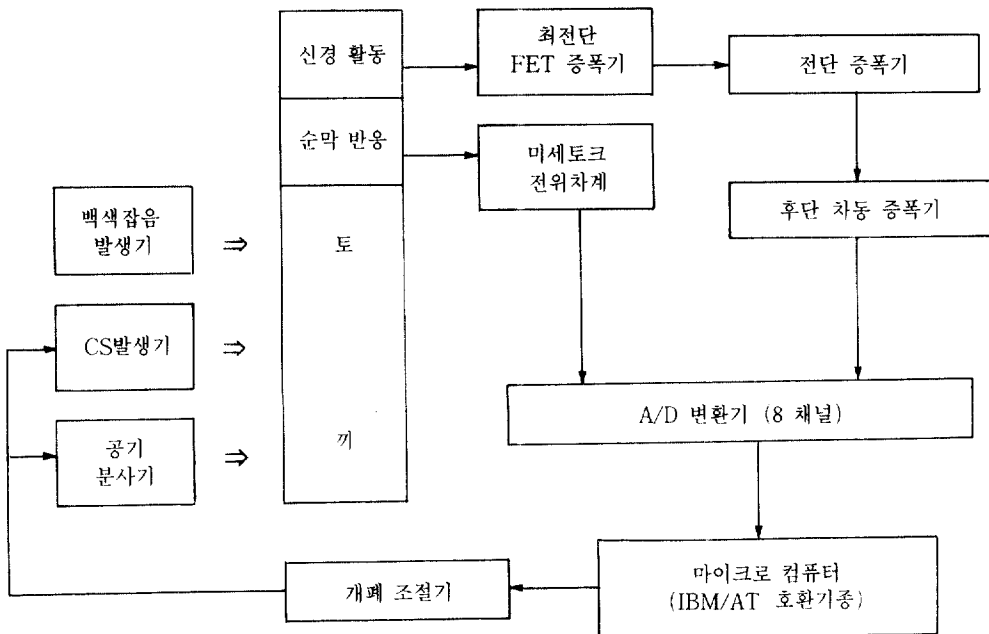 신경 활동
최전단
FET 증폭기
전단 증폭기
순막 반응
미세토크
전위차계
후단 차동 증폭기
백색잡음
발생기
⇒
토
CS발생기
⇒
A/D 변환기 (8 채널)
공기
분사기
⇒
끼
개폐 조절기
마이크로 컴퓨터
(IBM/AT 호환기종)